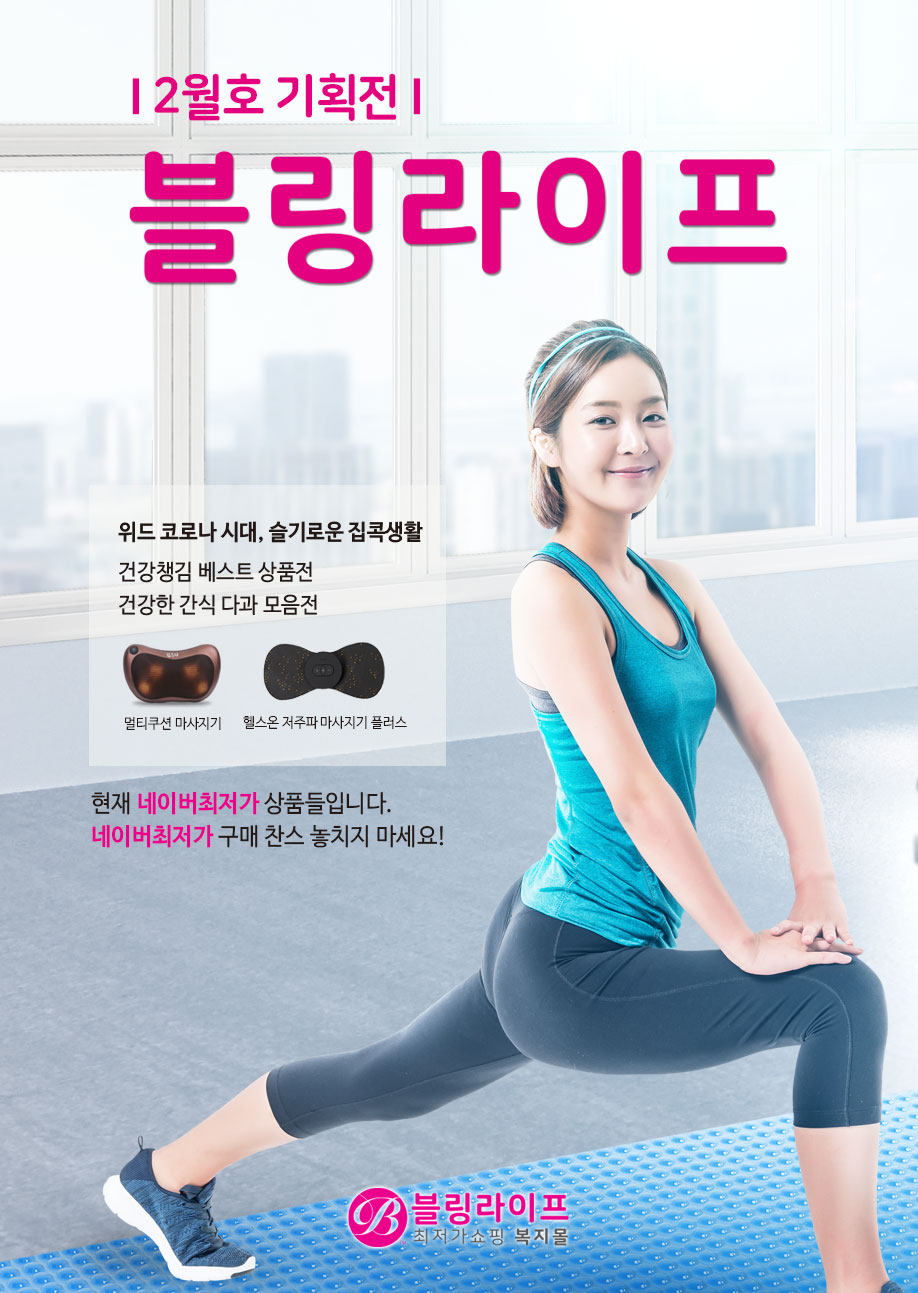 | 2월호 기획전 |
블링라이프
위드 코로나 시대, 슬기로운 집콕생활
건강챙김 베스트 상품전
건강한 간식 다과 모음전
멀티쿠션 마사지기 헬스온 저주파 마사지기 플러스
현재 네이버최저가 상품들입니다.
네이버최저가 구매 찬스 놓치지 마세요!
B 블링라이프
최저가쇼핑 복지몰